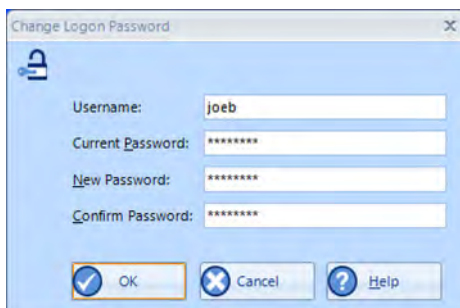 Change Logon Password
Username: joeb
Current Password: ********
New Password: ********
Confirm Password: ********
OK Cancel Help